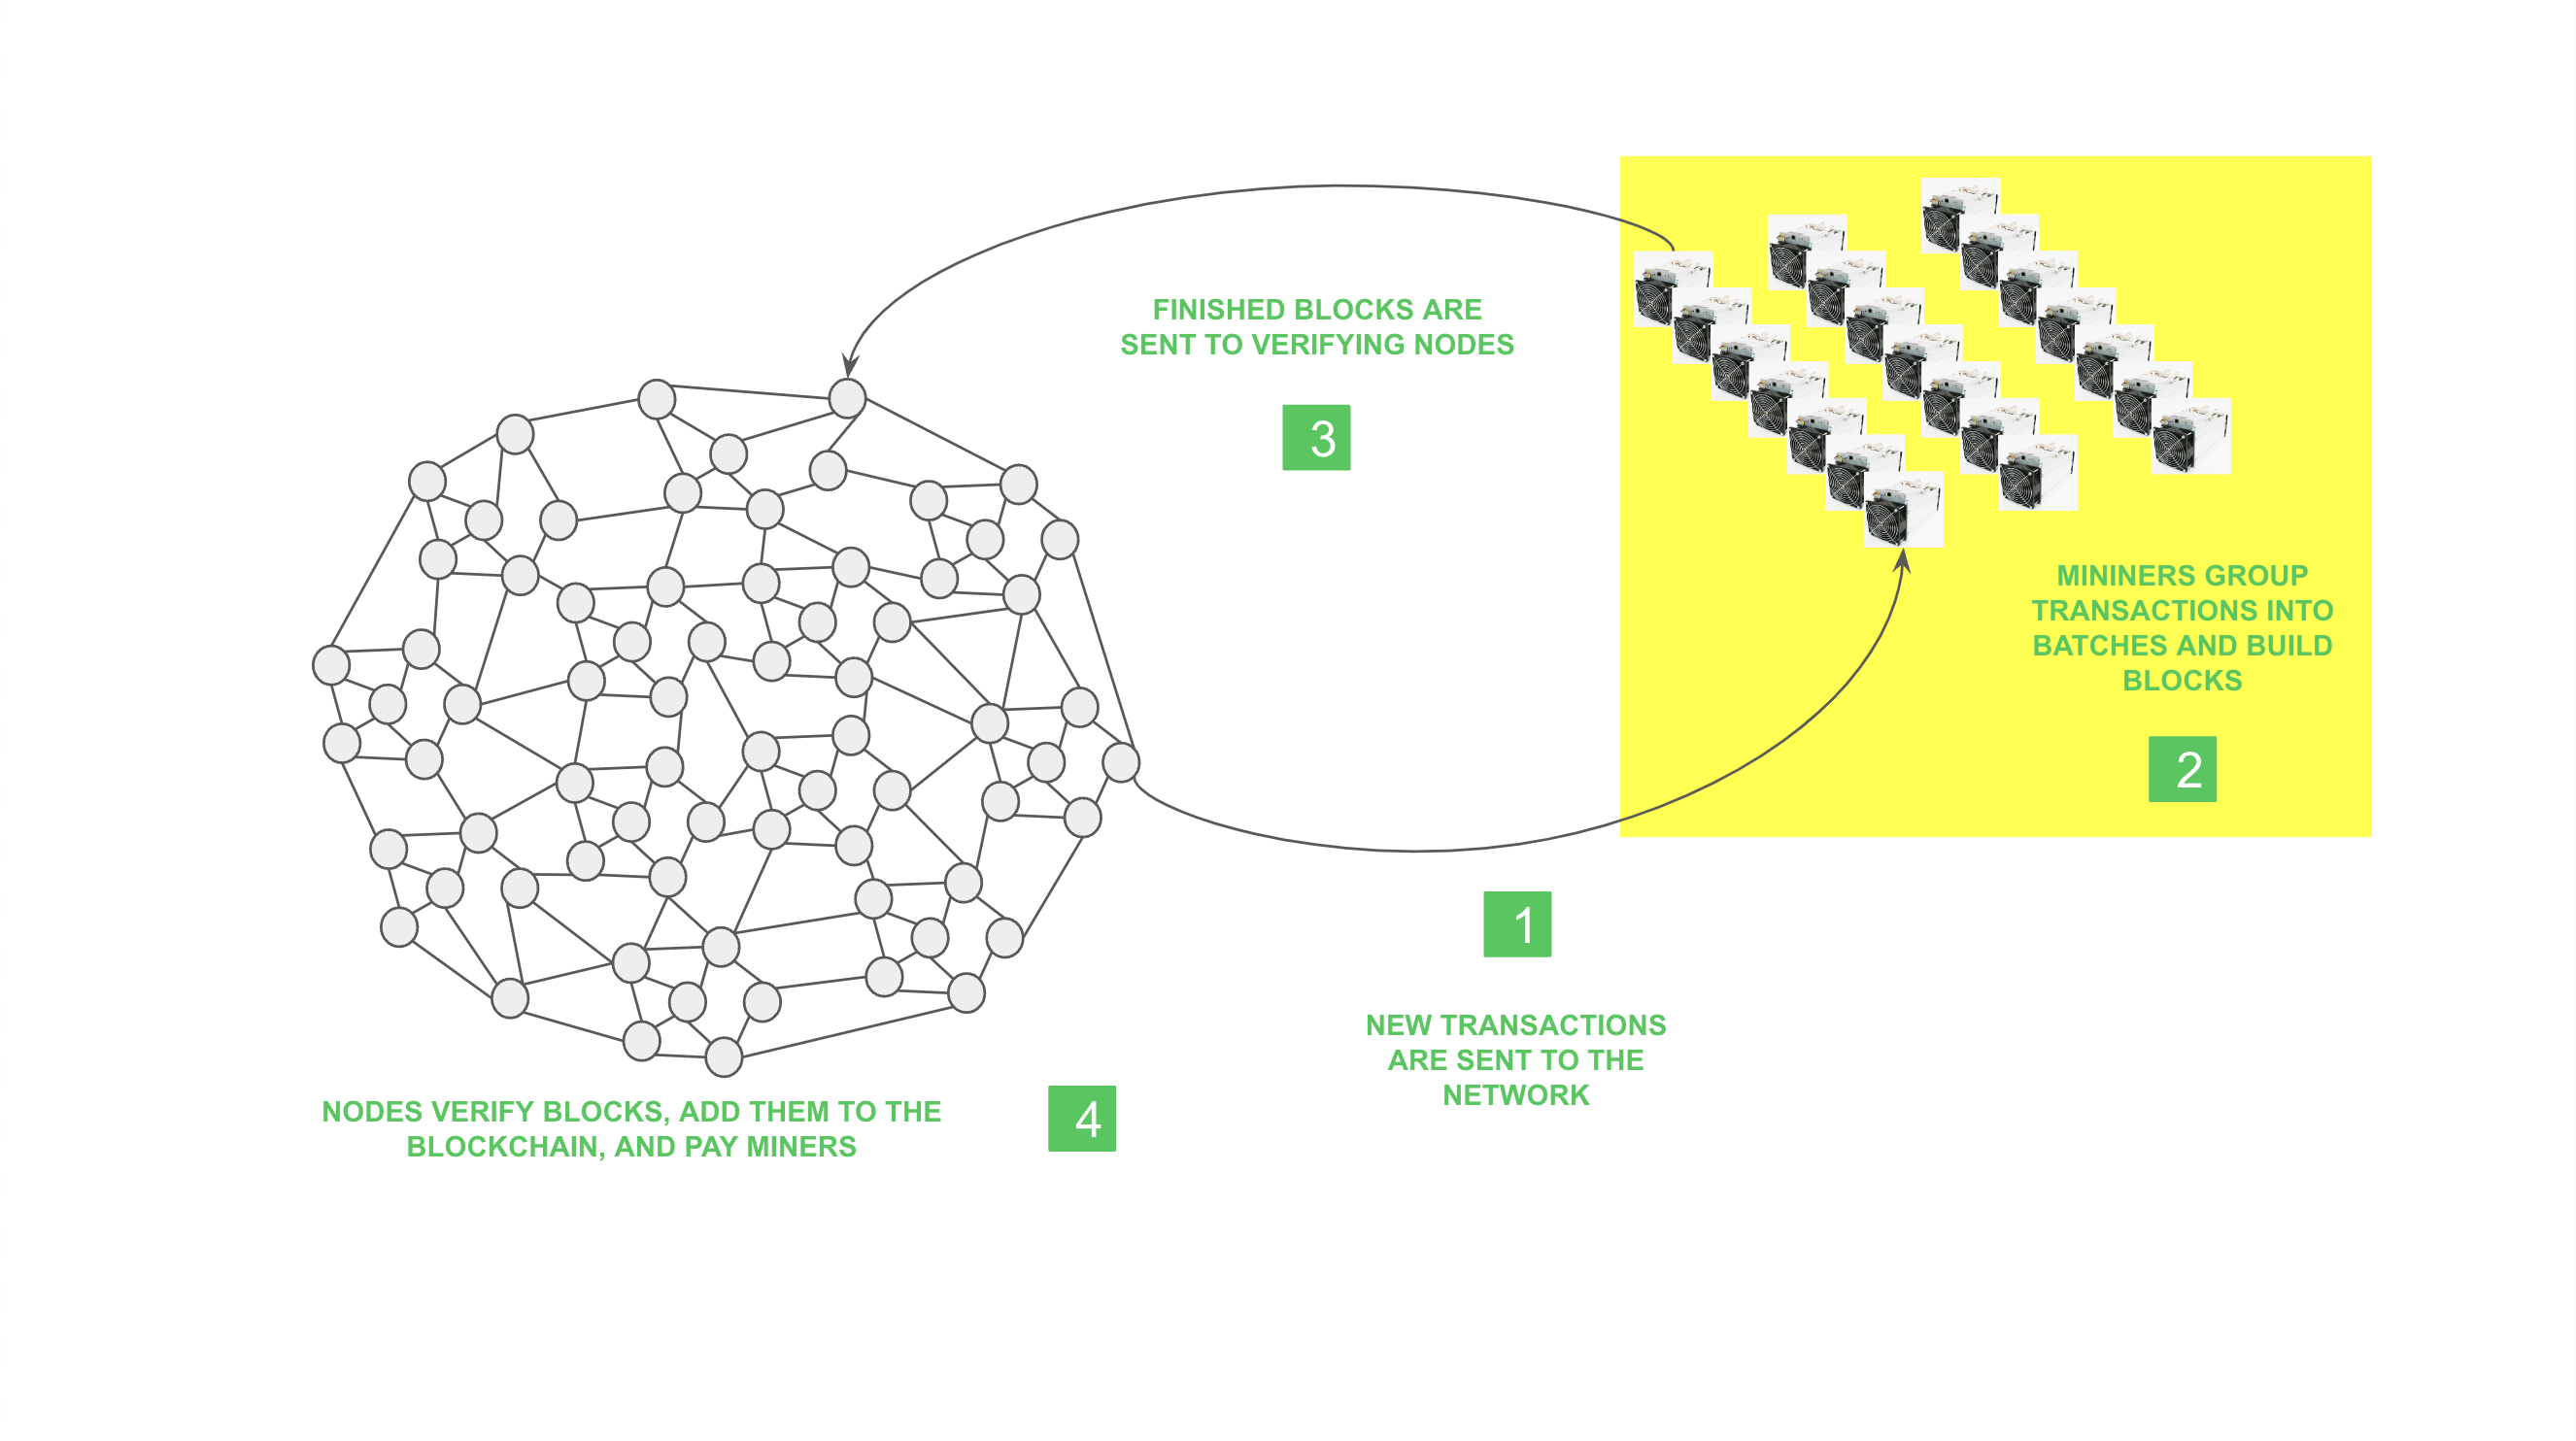 FINISHED BLOCKS ARE
SENT TO VERIFYING NODES
3
MININERS GROUP
TRANSACTIONS INTO
BATCHES AND BUILD
BLOCKS
2
1
NEW TRANSACTIONS
ARE SENT TO THE
NETWORK
NODES VERIFY BLOCKS, ADD THEM TO THE
BLOCKCHAIN, AND PAY MINERS
4